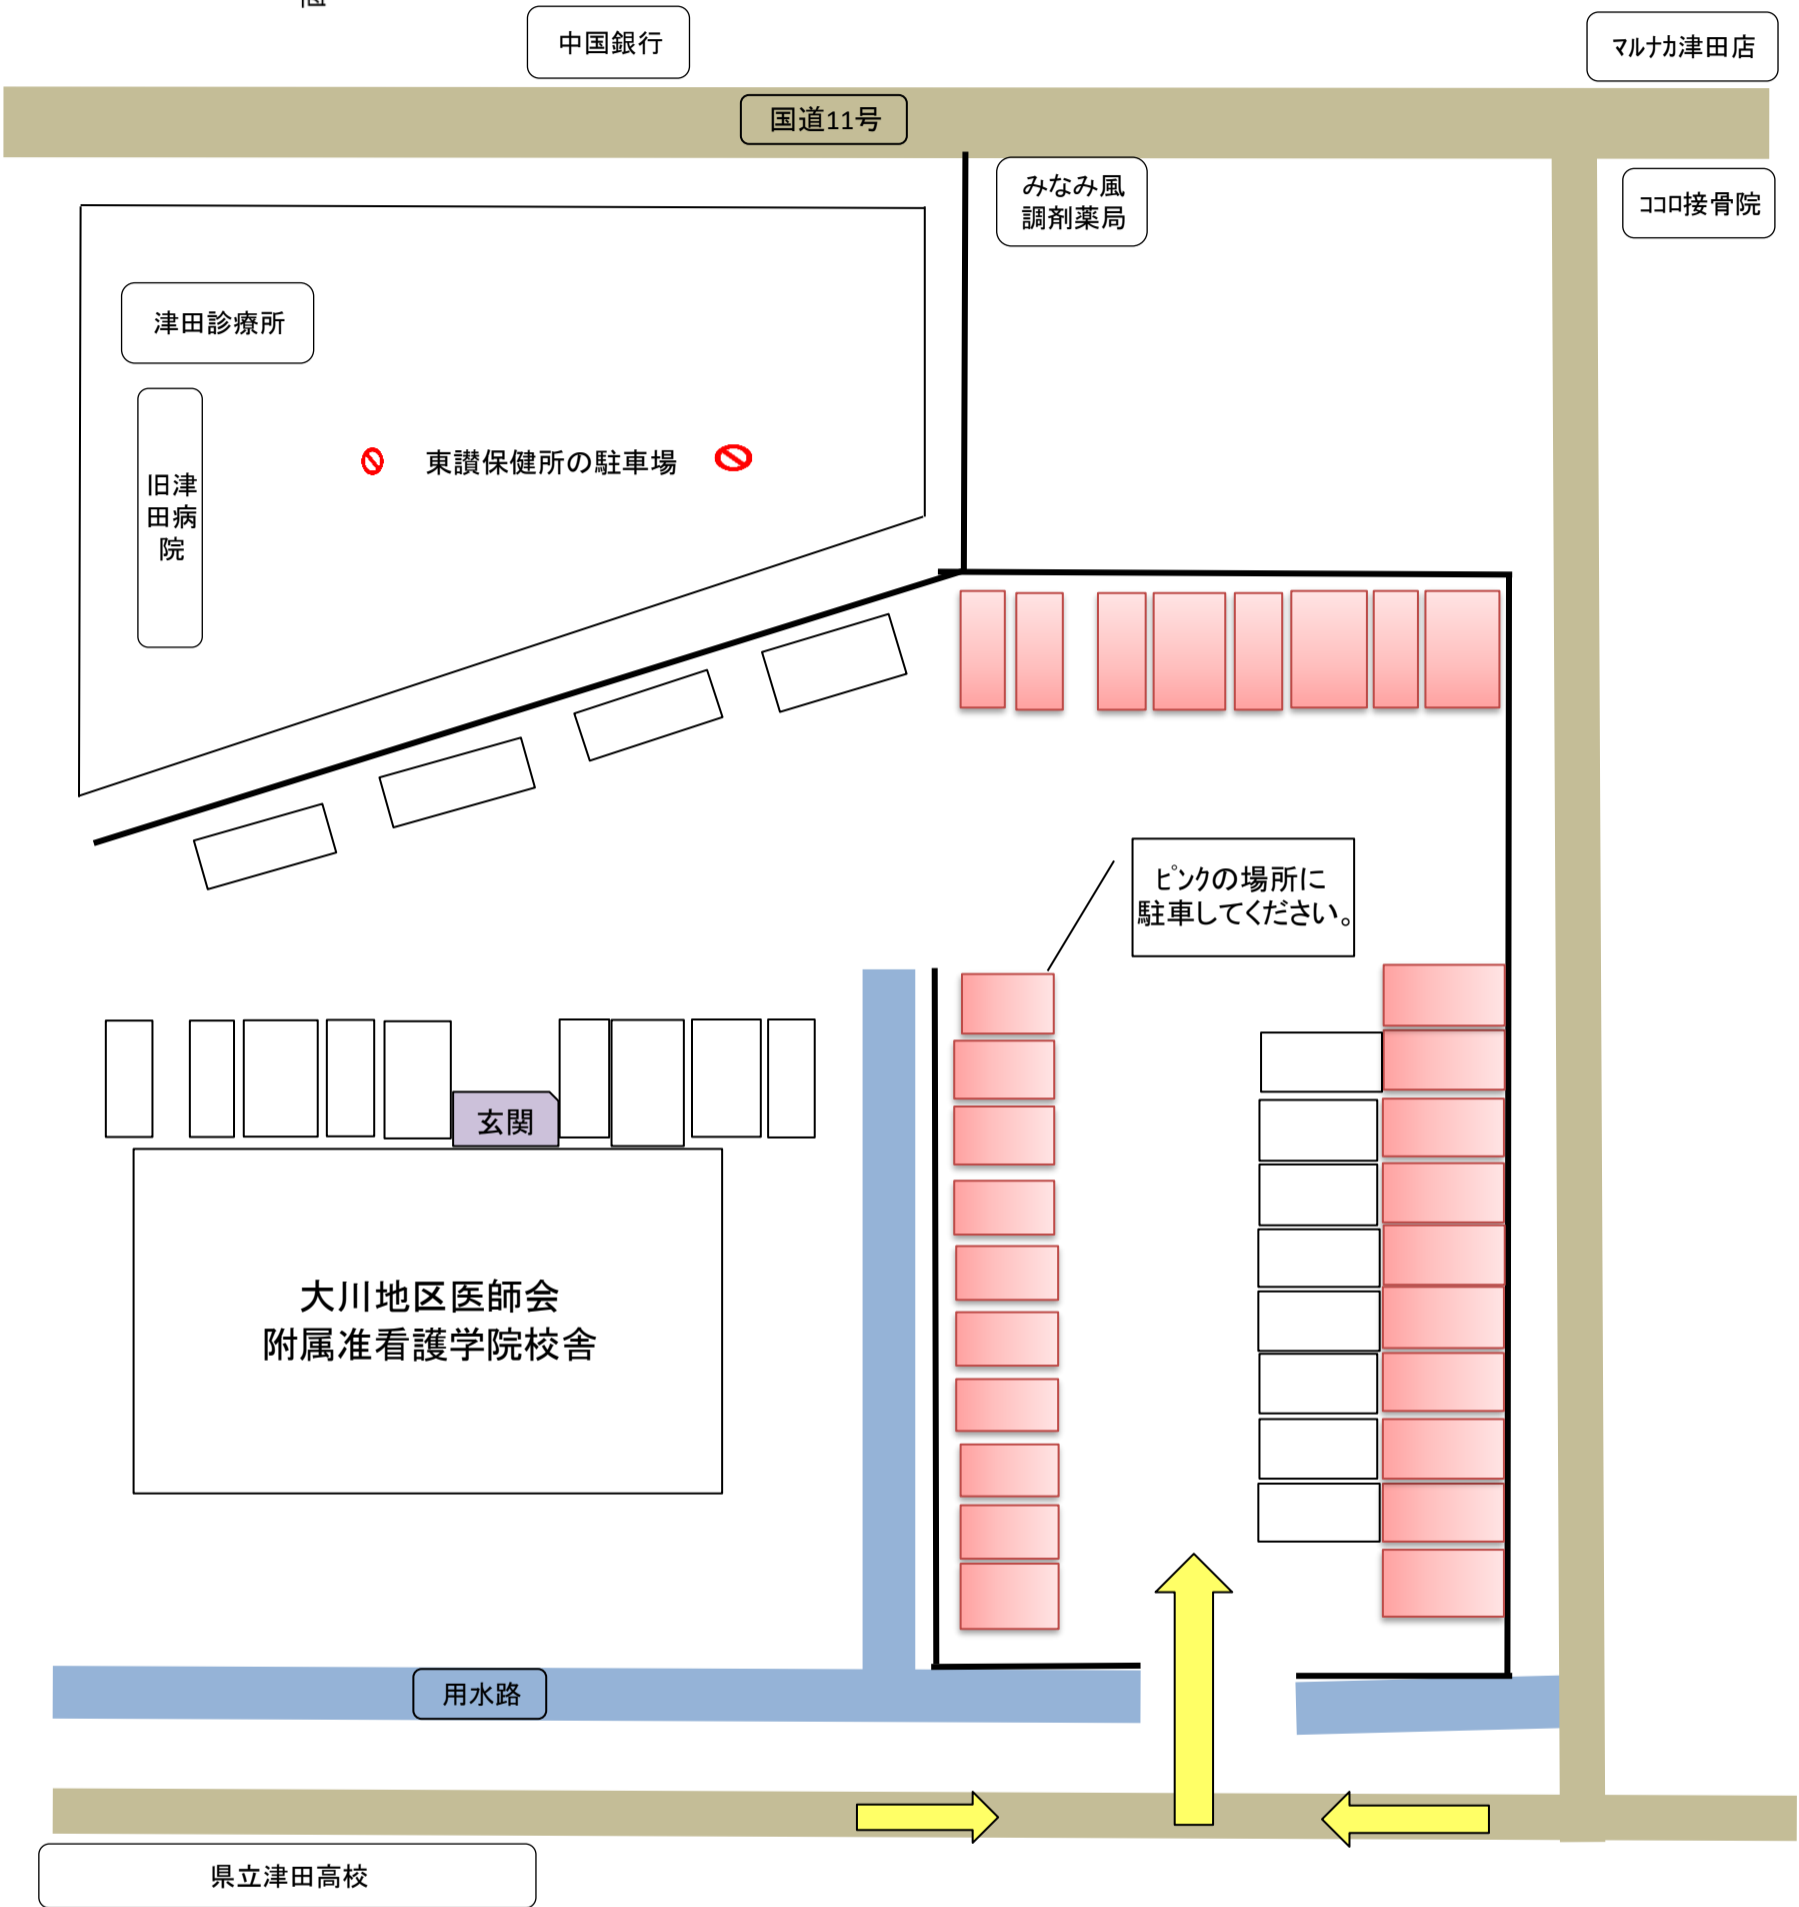 中国銀行
ﾏﾙﾅｶ津田店
国道11号
みなみ風
調剤薬局
ｺｺﾛ接骨院
津田診療所
旧津
田病
院
東讃保健所の駐車場
ﾋﾟﾝｸの場所に
駐車してください。
玄関
大川地区医師会
附属准看護学院校舎
用水路
県立津田高校